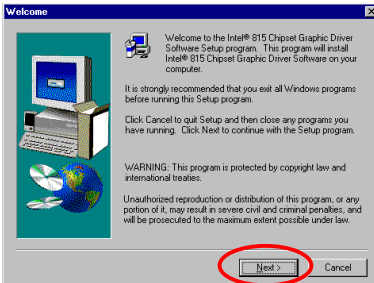 Welcome
Welcome to the Intel® 815 Chipset Graphic Driver
Software Setup program. This program will install
Intel® 815 Chipset Graphic Driver Software on your
computer.
It is strongly recommended that you exit all Windows programs
before running this Setup program.
Click Cancel to quit Setup and then close any programs you
have running. Click Next to continue with the Setup program.
WARNING: This program is protected by copyright law and
international treaties.
Unauthorized reproduction or distribution of this program, or any
portion of it, may result in severe civil and criminal penalties, and
will be prosecuted to the maximum extent possible under law.
Next >
Cancel